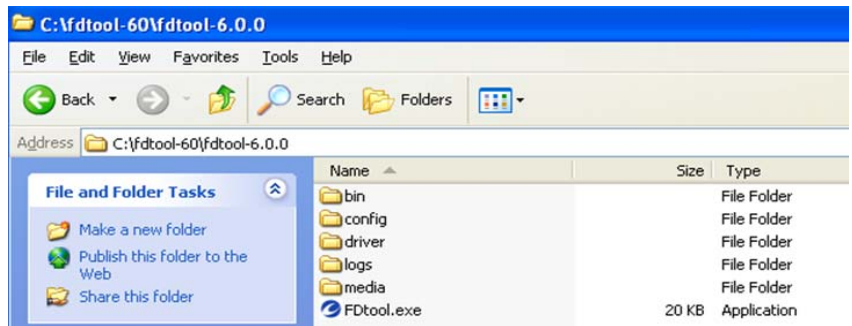 C:\fdtool-60\fdtool-6.0.0
File Edit View Favorites Tools Help
Back Search Folders
Address C:\fdtool-60\fdtool-6.0.0
Name Size Type
File and Folder Tasks
Make a new folder
Publish this folder to the
Web
Share this folder
bin File Folder
config File Folder
driver File Folder
logs File Folder
media File Folder
FDtool.exe 20 KB Application